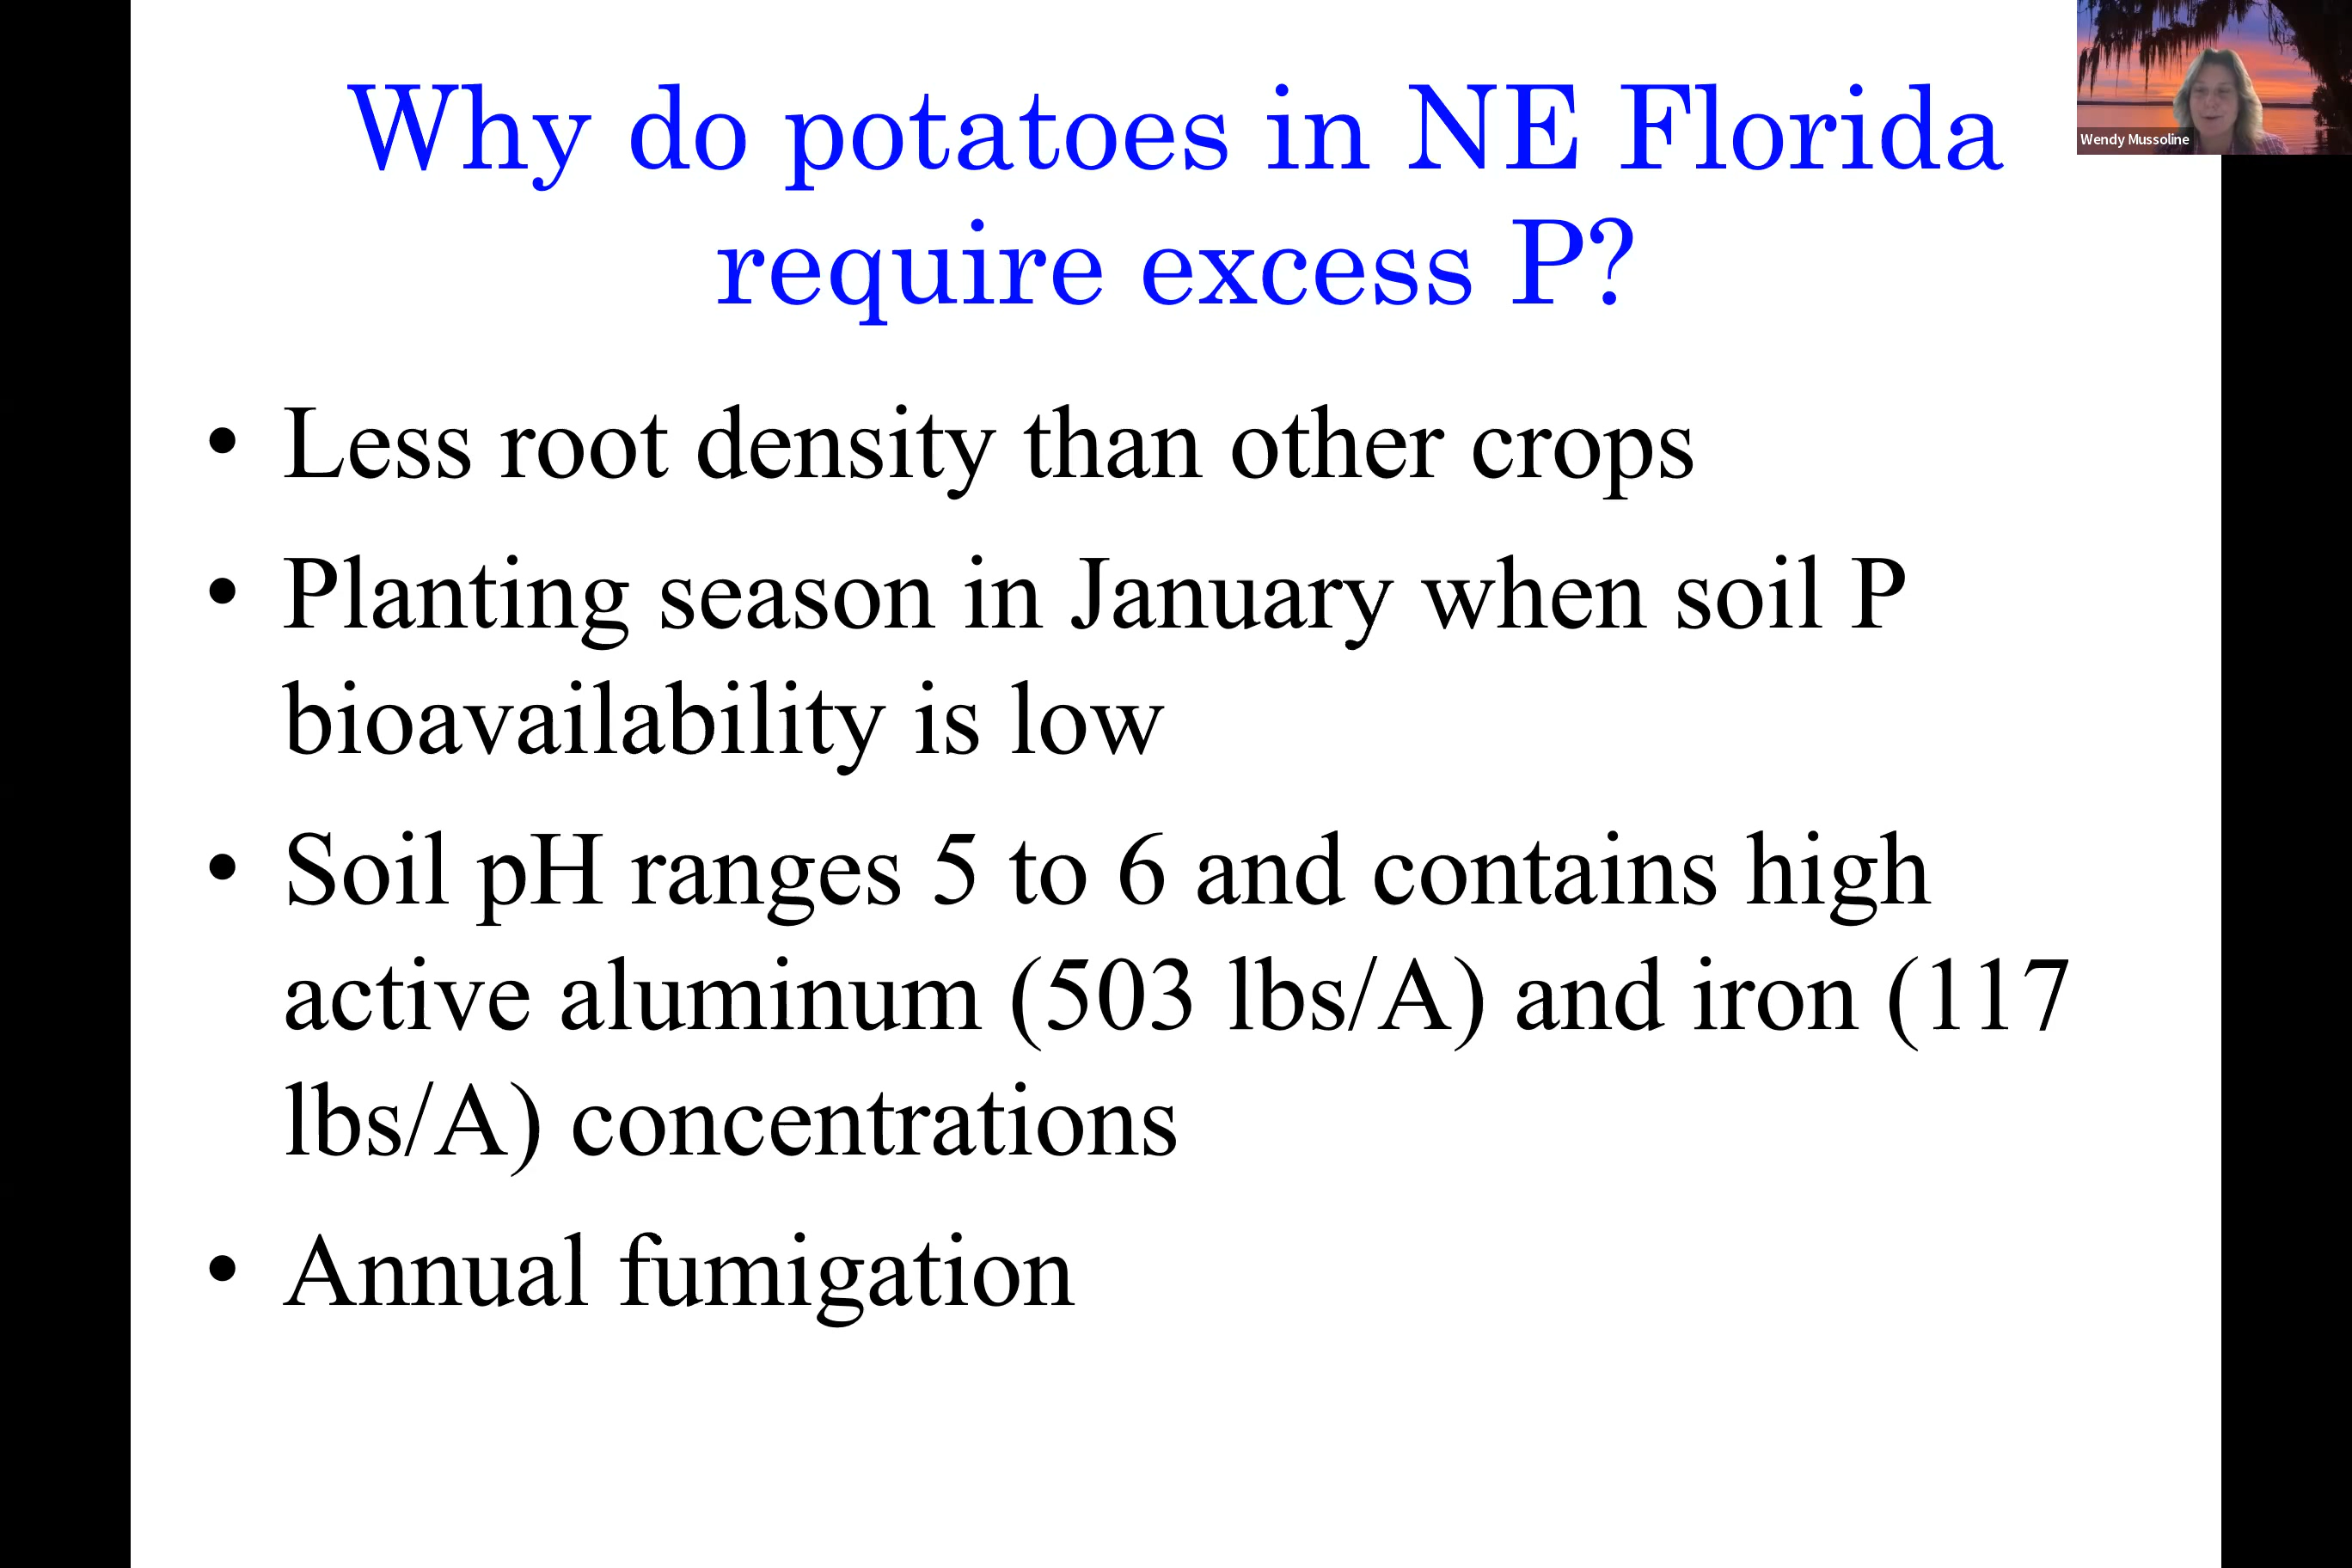 Why do potatoes in NE Florida
require excess P?
Wendy Mussoline
• Less root density than other crops
• Planting season in January when soil P
bioavailability is low
• Soil pH ranges 5 to 6 and contains high
active aluminum (503 lbs/A) and iron (117
lbs/A) concentrations
• Annual fumigation